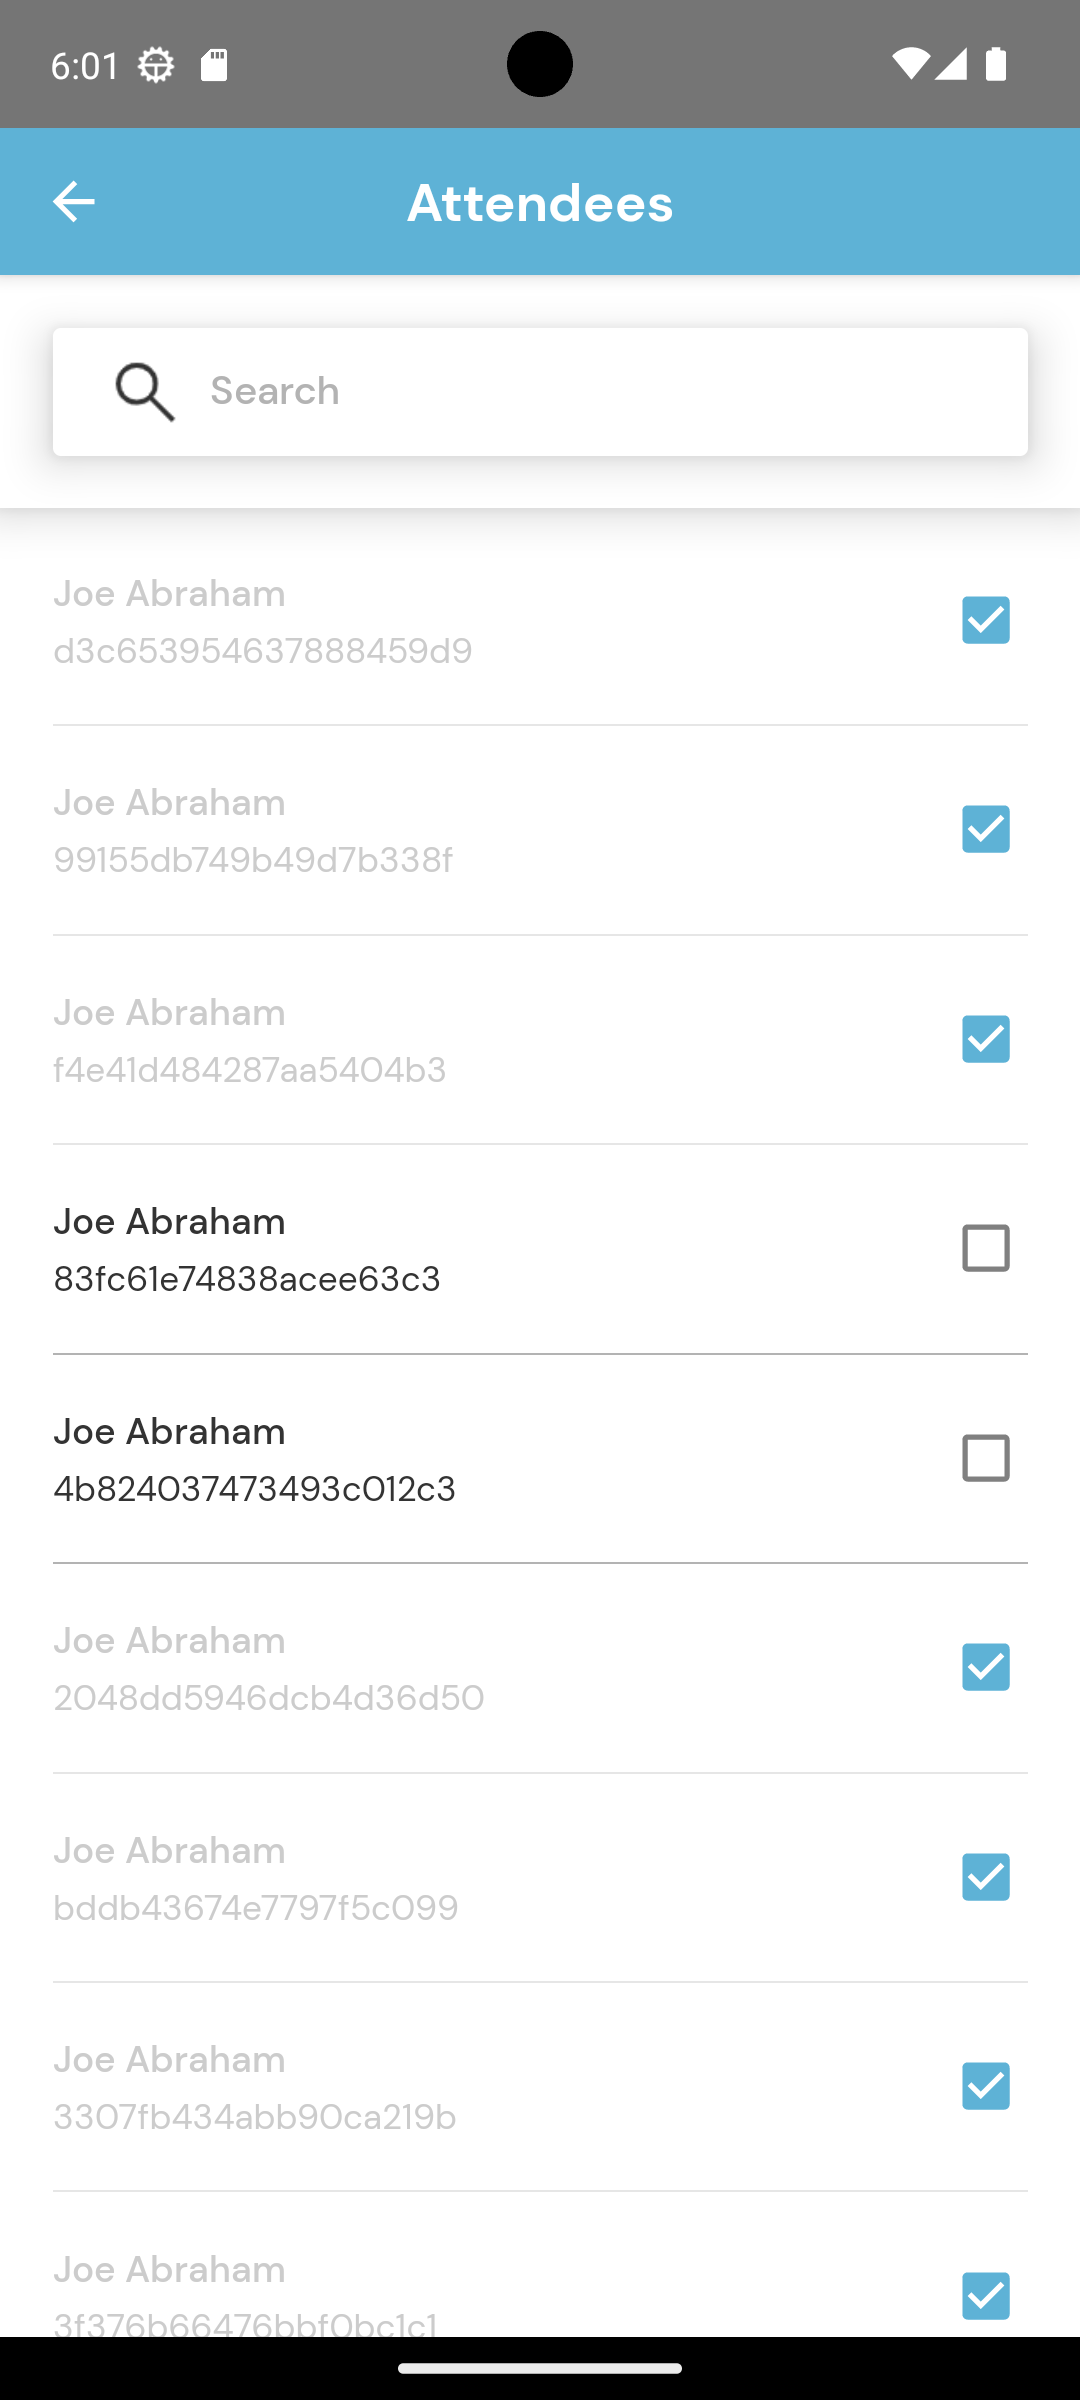 6:01
Attendees
Search
Joe Abraham
d3c653954637888459d9
Joe Abraham
99155db749b49d7b338f
Joe Abraham
f4e41d484287aa5404b3
Joe Abraham
83fc61e74838acee63c3
Joe Abraham
4b824037473493c012c3
Joe Abraham
2048dd5946dcb4d36d50
Joe Abraham
bddb43674e7797f5c099
Joe Abraham
3307fb434abb90ca219b
Joe Abraham
3f376b66476bbf0bc1c1